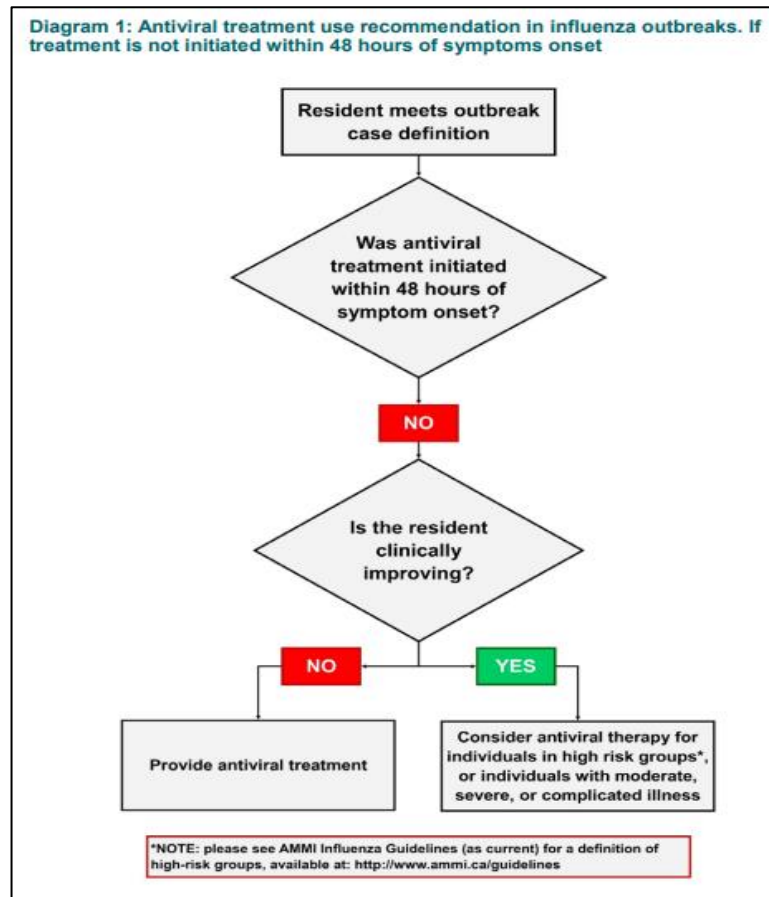 Diagram 1: Antiviral treatment use recommendation in influenza outbreaks. If
treatment is not initiated within 48 hours of symptoms onset
Resident meets outbreak
case definition
Was antiviral
treatment initiated
within 48 hours of
symptom onset?
NO
Is the resident
clinically
improving?
NO
YES
Provide antiviral treatment
Consider antiviral therapy for
individuals in high risk groups*,
or individuals with moderate,
severe, or complicated illness
*NOTE: please see AMMI Influenza Guidelines (as current) for a definition of
high-risk groups, available at: http://www.ammi.ca/guidelines